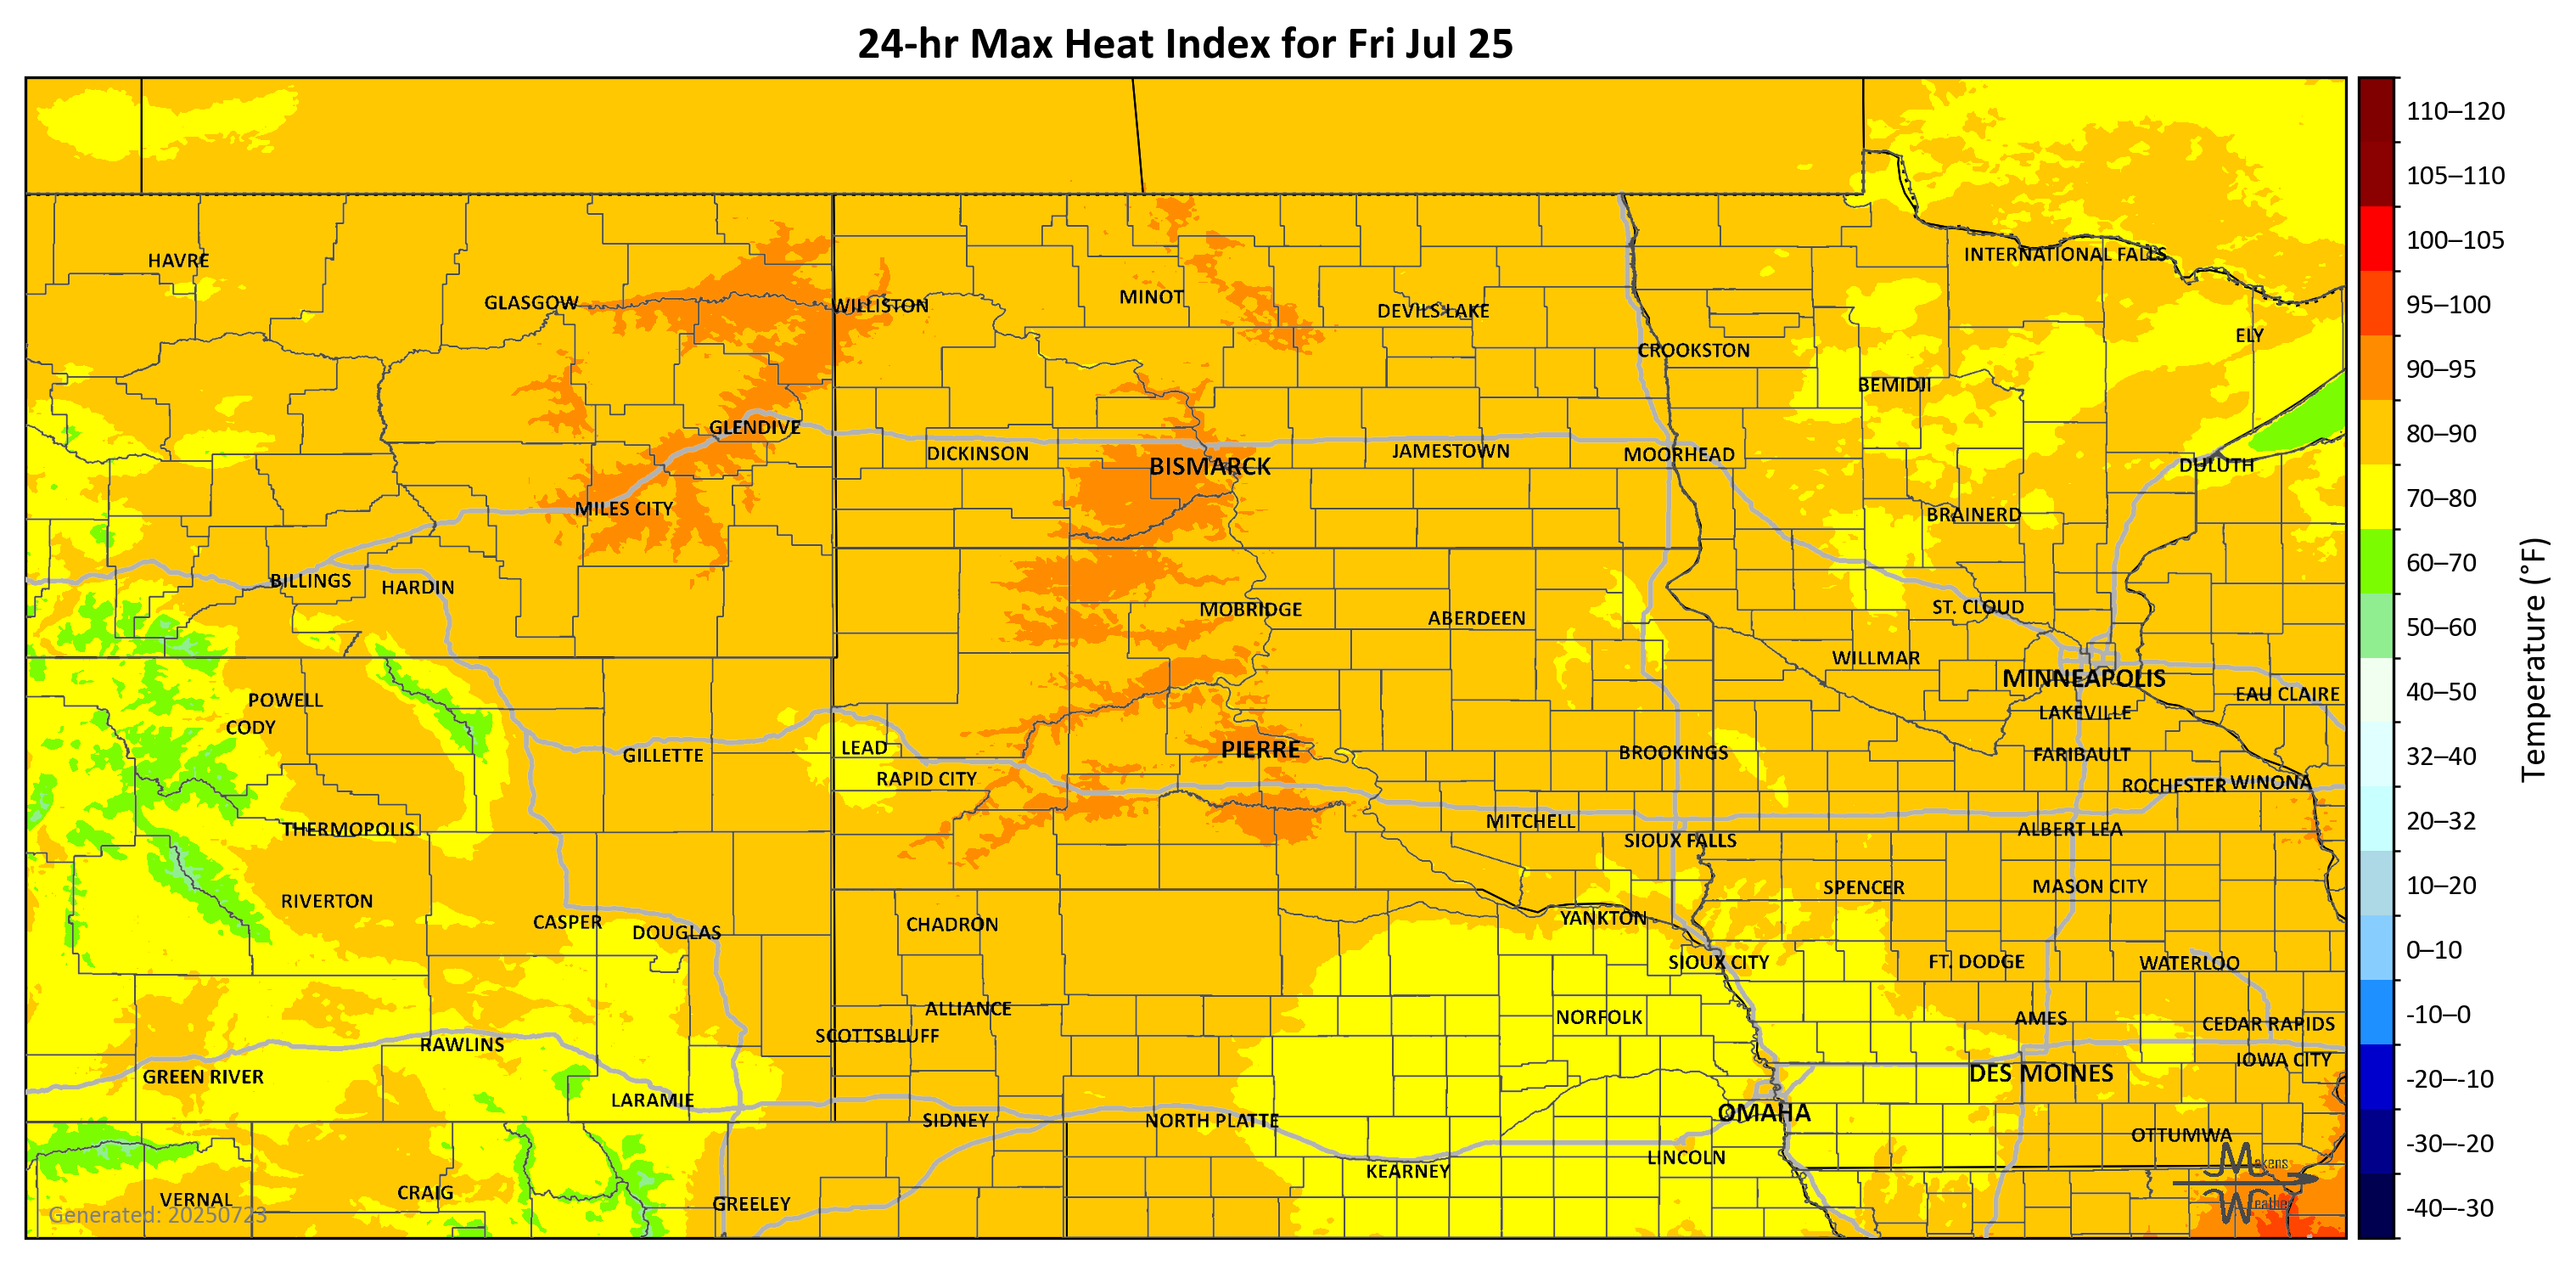 24-hr Max Heat Index for Fri Jul 25
110–120
105–110
100–105
95–100
90–95
80–90
70–80
60–70
50–60
40–50
32–40
20–32
10–20
0–10
-10–0
-20–-10
-30–-20
-40–-30
Temperature (°F)
HAVRE
GLASGOW
WILLISTON
MINOT
DEVILS LAKE
CROOKSTON
INTERNATIONAL FALLS
ELY
BEMIDJI
GLENDIVE
DICKINSON
BISMARCK
JAMESTOWN
MOORHEAD
DULUTH
MILES CITY
BRAINERD
BILLINGS
HARDIN
MOBRIDGE
ABERDEEN
ST. CLOUD
WILLMAR
MINNEAPOLIS
EAU CLAIRE
POWELL
CODY
LAKEVILLE
GILLETTE
LEAD
PIERRE
BROOKINGS
FARIBAULT
RAPID CITY
ROCHESTER
WINONA
THERMOPOLIS
MITCHELL
SIOUX FALLS
ALBERT LEA
RIVERTON
SPENCER
MASON CITY
CASPER
DOUGLAS
CHADRON
YANKTON
SIOUX CITY
FT. DODGE
WATERLOO
ALLIANCE
NORFOLK
AMES
CEDAR RAPIDS
SCOTTSBLUFF
RAWLINS
IOWA CITY
GREEN RIVER
DES MOINES
LARAMIE
SIDNEY
NORTH PLATTE
OMAHA
OTTUMWA
LINCOLN
KEARNEY
VERNAL
CRAIG
GREELEY
Makens
Weather
Generated: 20250723